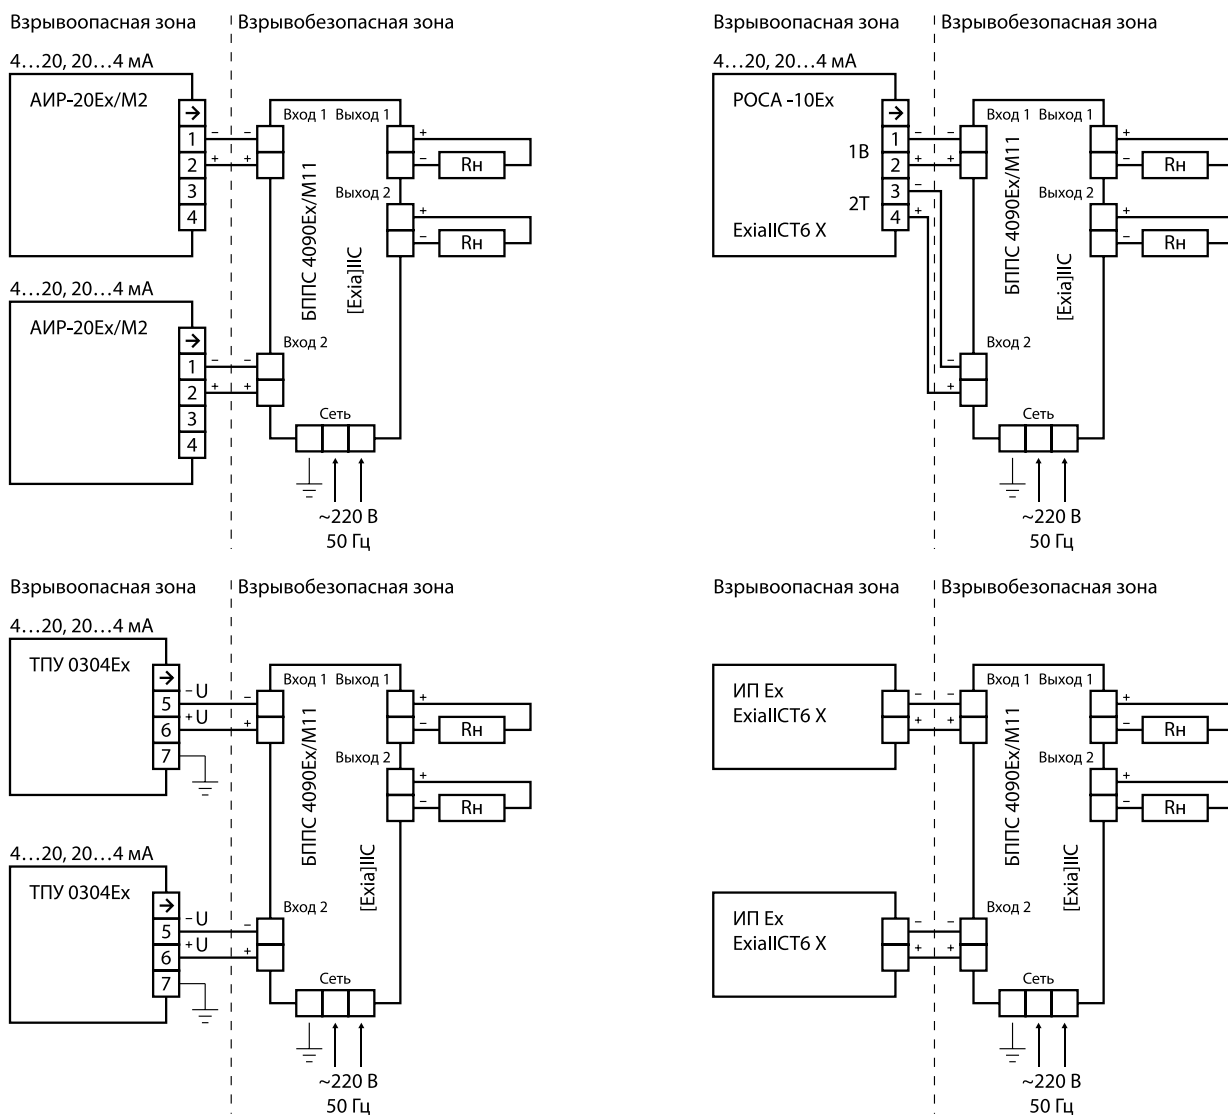 Взрывоопасная зона
Взрывобезопасная зона
4...20, 20...4 мА
АИР-20Ex/М2
→
1
2
3
4
–
+
–
+
Вход 1
Выход 1
+
–
Rн
Выход 2
+
–
Rн
БППС 4090Ex/М11
[Exia]IIC
4...20, 20...4 мА
АИР-20Ex/М2
→
1
2
3
4
–
+
–
+
Вход 2
Сеть
~220 В
50 Гц
Взрывоопасная зона
Взрывобезопасная зона
4...20, 20...4 мА
РОСА -10Ex
1В
2Т
ExiaIICT6 X
→
1
2
3
4
–
+
–
+
–
+
Вход 1
Выход 1
+
–
Rн
Выход 2
+
–
Rн
БППС 4090Ex/М11
[Exia]IIC
Вход 2
–
+
Сеть
~220 В
50 Гц
Взрывоопасная зона
Взрывобезопасная зона
4...20, 20...4 мА
ТПУ 0304Ex
→
5
6
7
– U
+ U
–
+
Вход 1
Выход 1
+
–
Rн
Выход 2
+
–
Rн
БППС 4090Ex/М11
[Exia]IIC
4...20, 20...4 мА
ТПУ 0304Ex
→
5
6
7
– U
+ U
–
+
Вход 2
Сеть
~220 В
50 Гц
Взрывоопасная зона
Взрывобезопасная зона
ИП Ex
ExiaIICT6 X
–
+
–
+
Вход 1
Выход 1
+
–
Rн
Выход 2
+
–
Rн
БППС 4090Ex/М11
[Exia]IIC
ИП Ex
ExiaIICT6 X
–
+
–
+
Вход 2
Сеть
~220 В
50 Гц